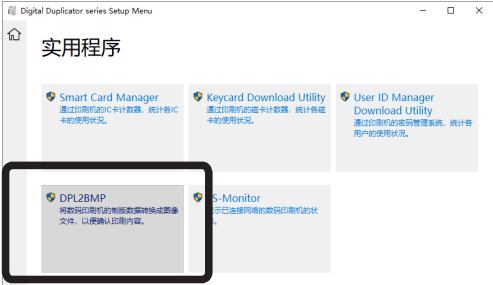 Digital Duplicator series Setup Menu
实用程序
Smart Card Manager
通过印刷机的IC卡计数器，统计各IC
卡的使用状况。
Keycard Download Utility
通过印刷机的磁卡计数器，统计各磁
卡的使用状况。
User ID Manager
Download Utility
通过印刷机的密码管理系统，统计各
用户的使用状况。
DPL2BMP
将数码印刷机的制版数据转换成图像
文件，以便确认印刷内容。
S-Monitor
示已连接网络的数码印刷机的状